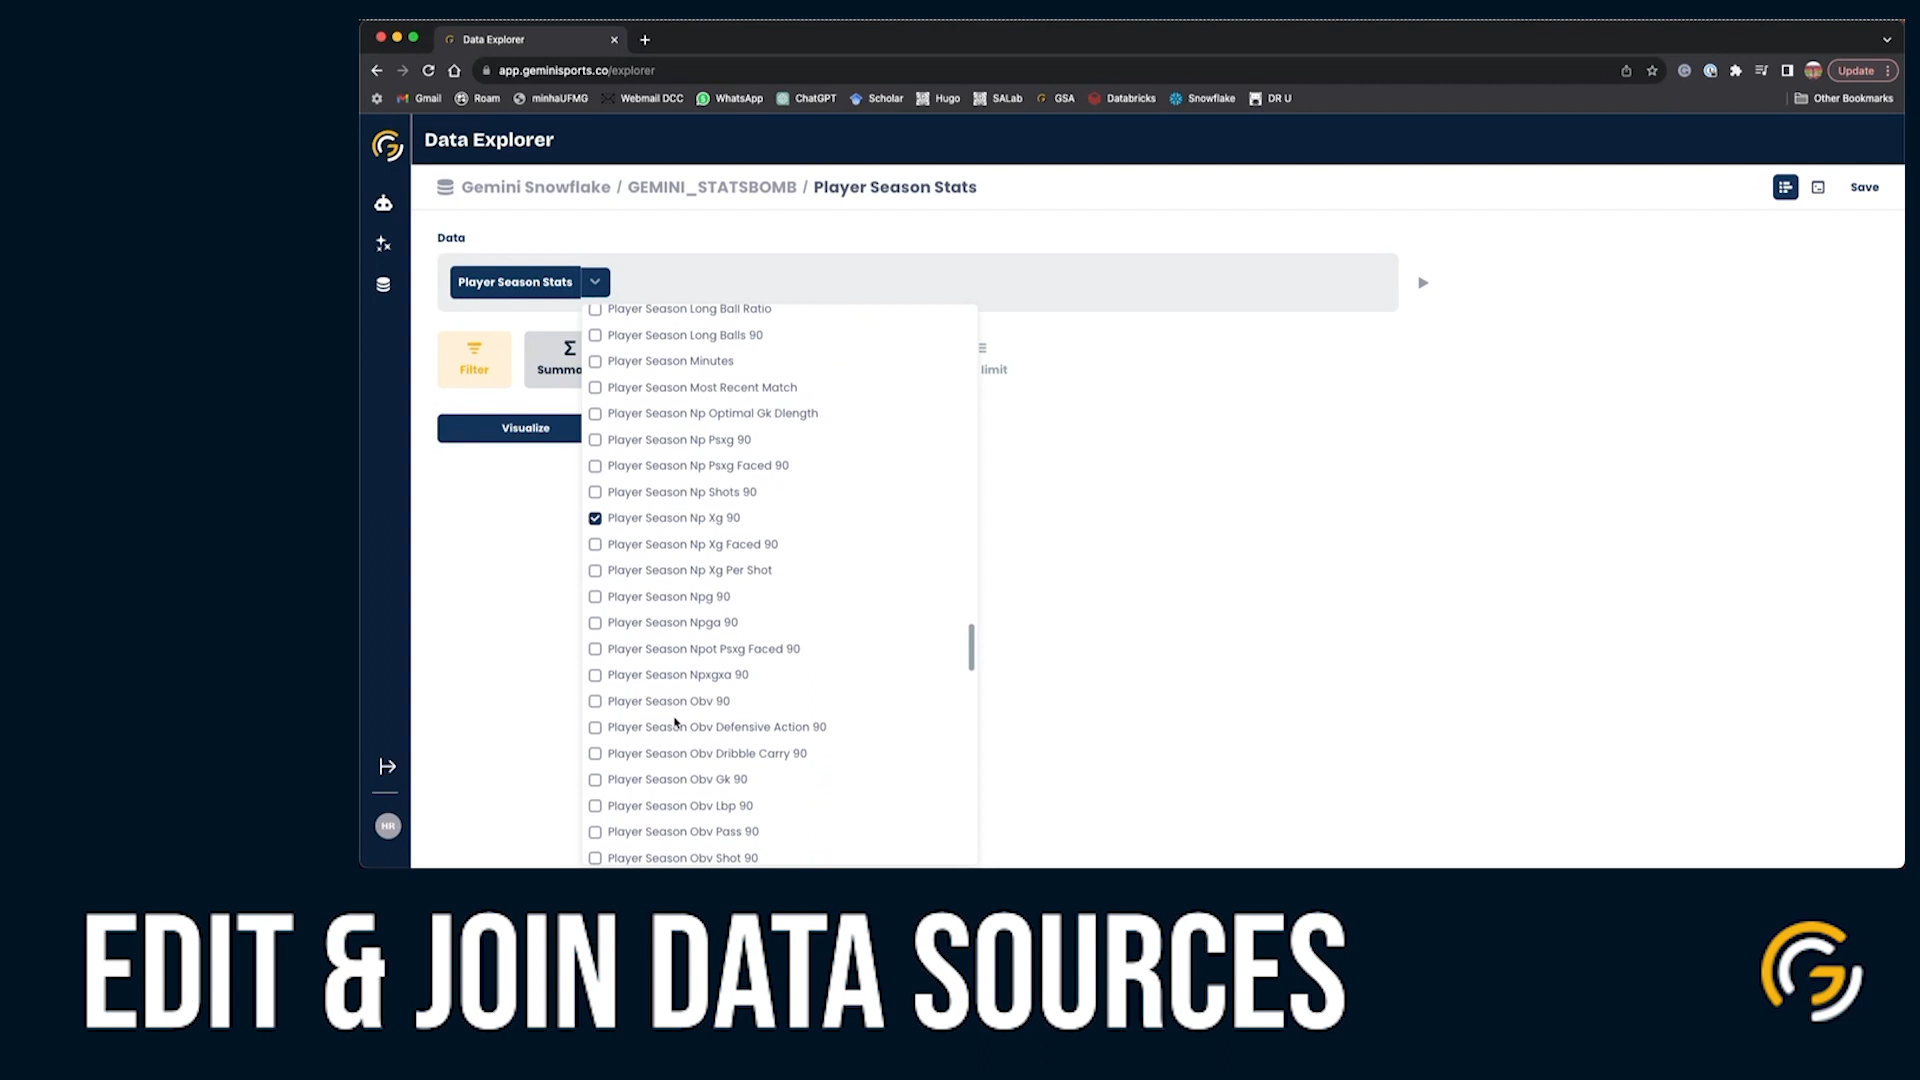 Data Explorer
app.geminisports.co/explorer
Update
Gmail Roam minhaUFMG Webmail DCC WhatsApp ChatGPT Scholar Hugo SALab GSA Databricks Snowflake DR U Other Bookmarks
Data Explorer
Gemini Snowflake / GEMINI_STATSBOMB / Player Season Stats
Save
Data
Player Season Stats
Filter
Σ
Summa
limit
Visualize
Player Season Long Ball Ratio
Player Season Long Balls 90
Player Season Minutes
Player Season Most Recent Match
Player Season Np Optimal Gk Dlength
Player Season Np Psxg 90
Player Season Np Psxg Faced 90
Player Season Np Shots 90
Player Season Np Xg 90
Player Season Np Xg Faced 90
Player Season Np Xg Per Shot
Player Season Npg 90
Player Season Npga 90
Player Season Npot Psxg Faced 90
Player Season Npxgxa 90
Player Season Obv 90
Player Season Obv Defensive Action 90
Player Season Obv Dribble Carry 90
Player Season Obv Gk 90
Player Season Obv Lbp 90
Player Season Obv Pass 90
Player Season Obv Shot 90
HR
EDIT & JOIN DATA SOURCES